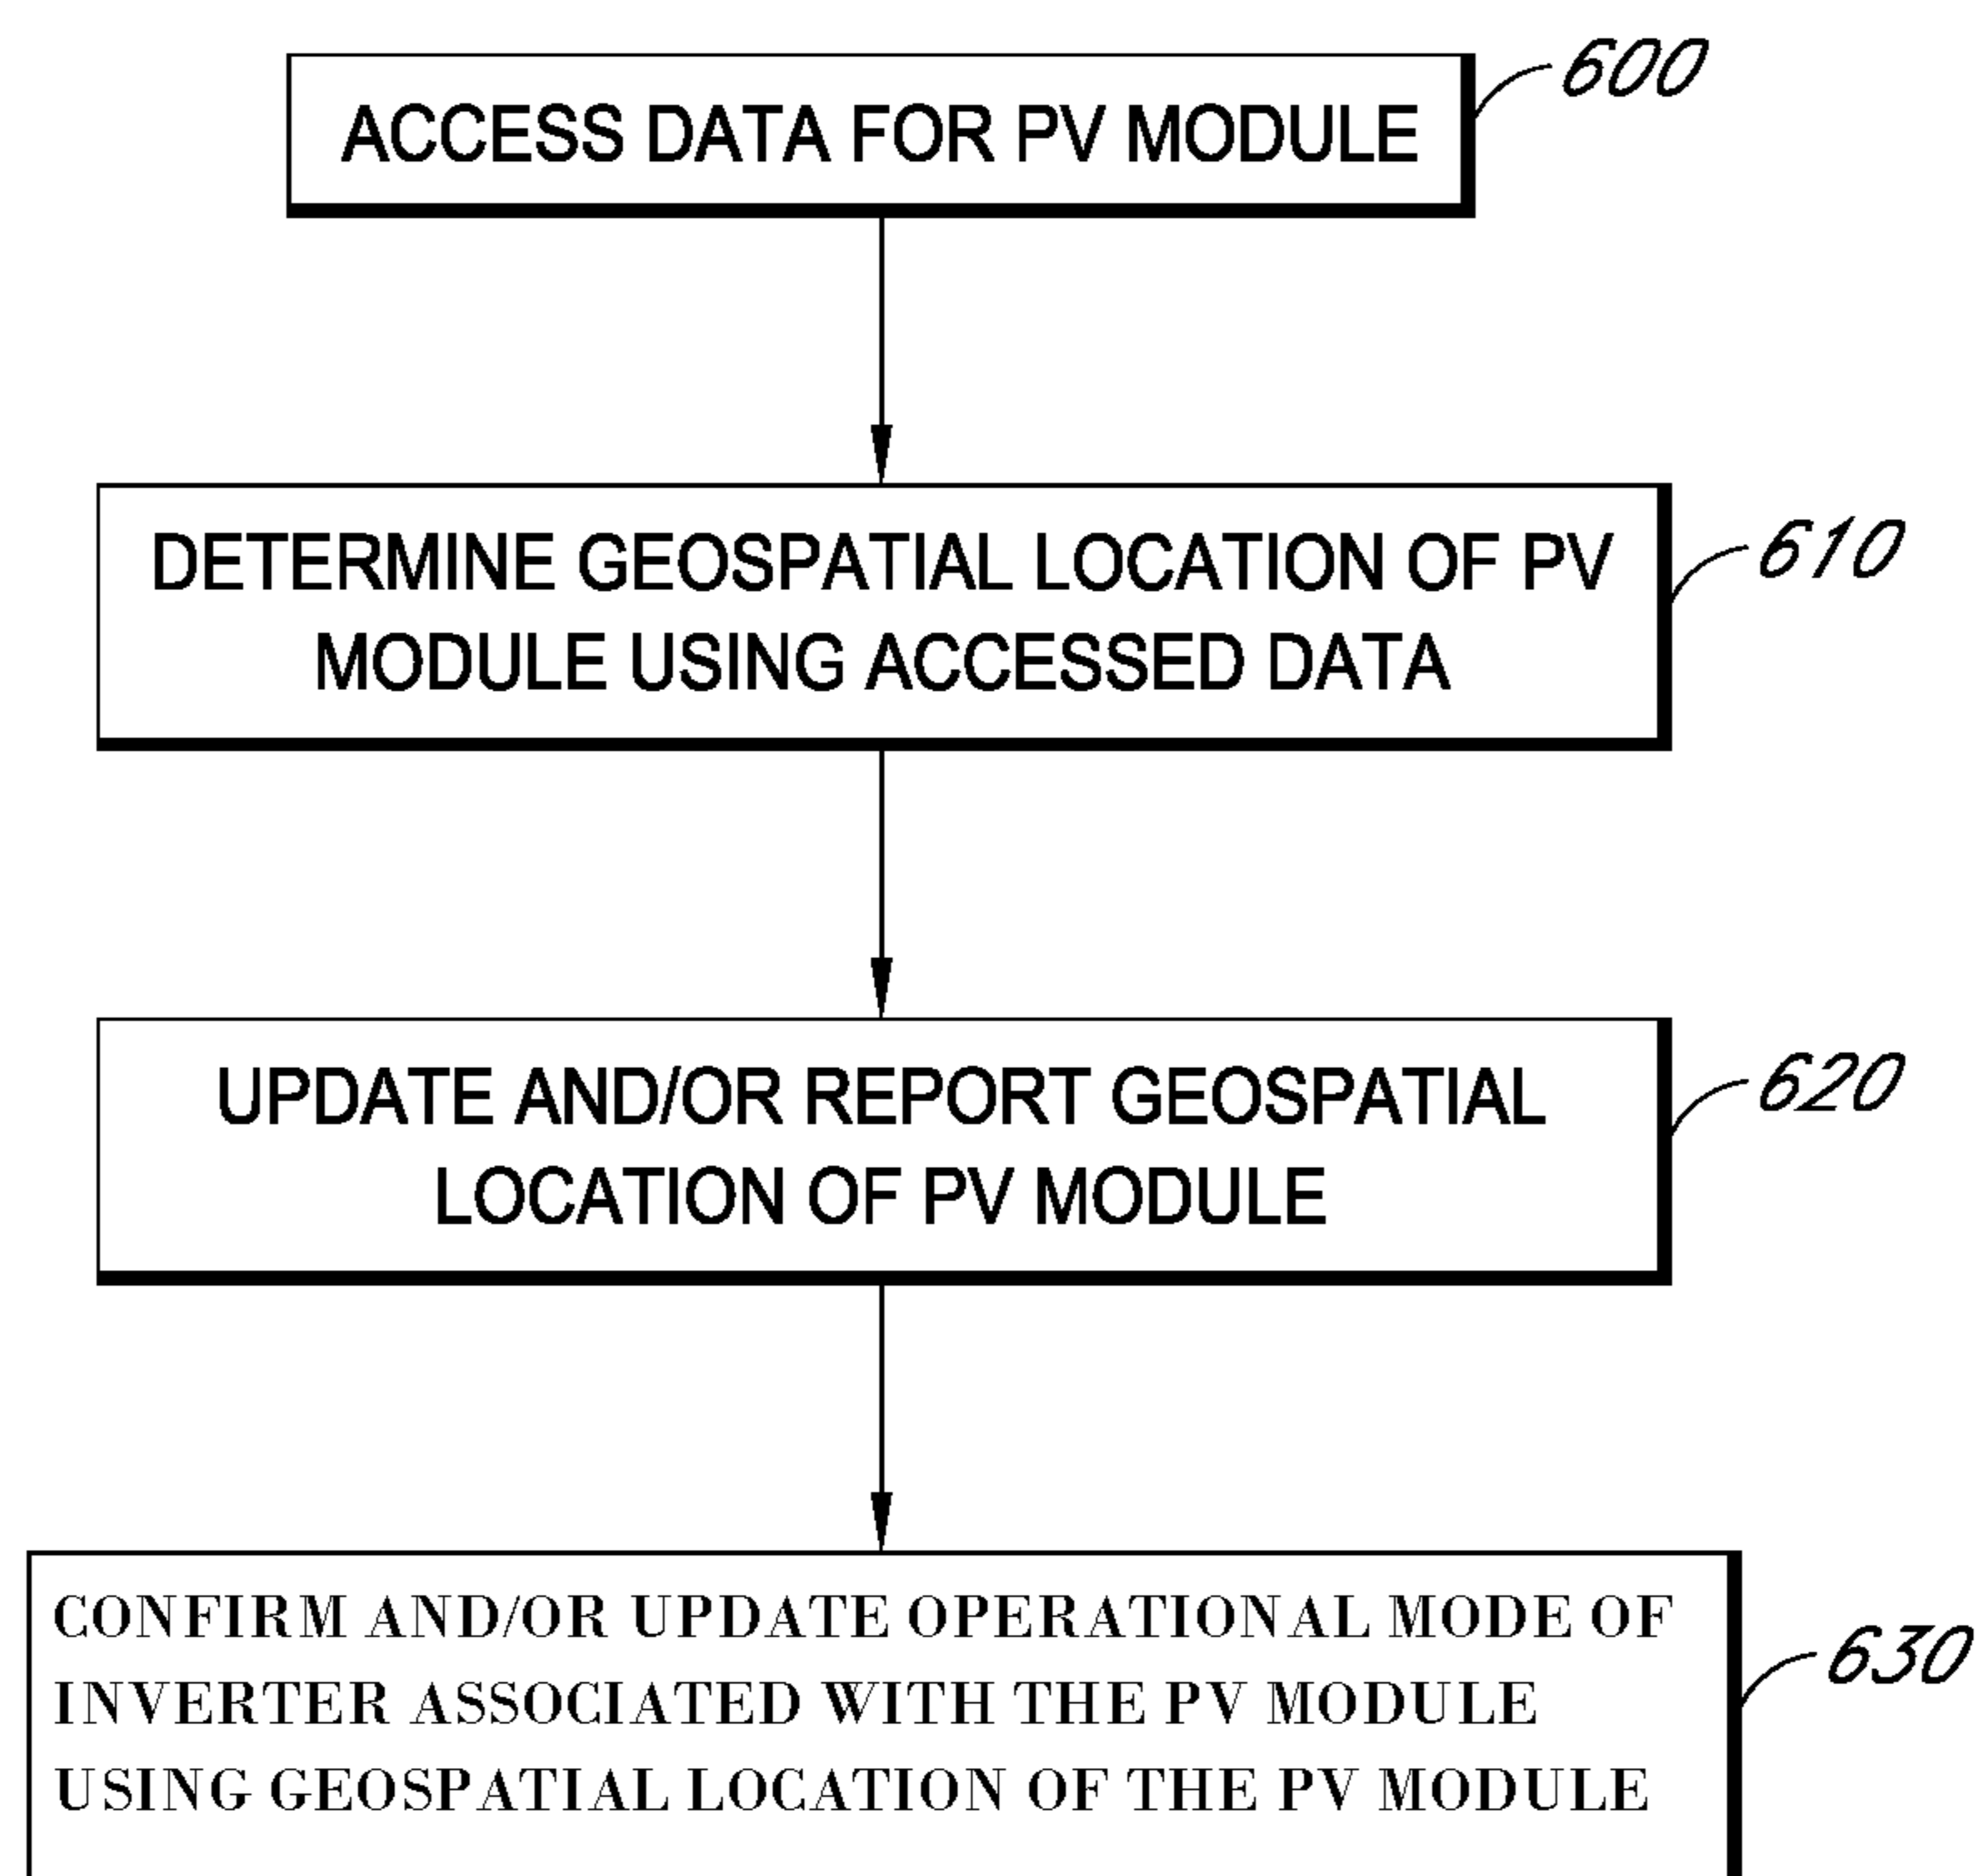 600
ACCESS DATA FOR PV MODULE
610
DETERMINE GEOSPATIAL LOCATION OF PV
MODULE USING ACCESSED DATA
620
UPDATE AND/OR REPORT GEOSPATIAL
LOCATION OF PV MODULE
630
CONFIRM AND/OR UPDATE OPERATIONAL MODE OF
INVERTER ASSOCIATED WITH THE PV MODULE
USING GEOSPATIAL LOCATION OF THE PV MODULE